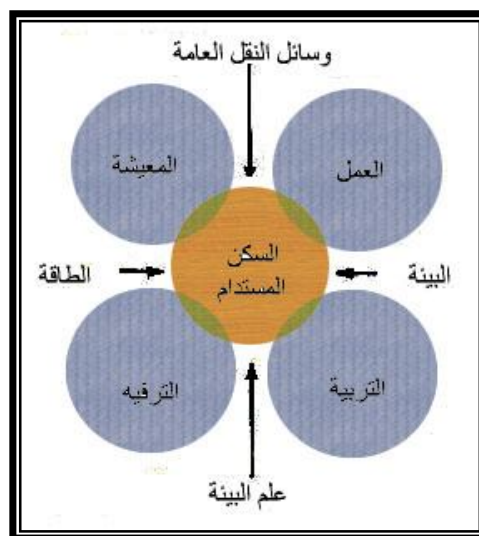 وسائل النقل العامة
العمل
المعيشة
السكن
المستدام
البيئة
الطاقة
التربية
الترفيه
علم البيئة